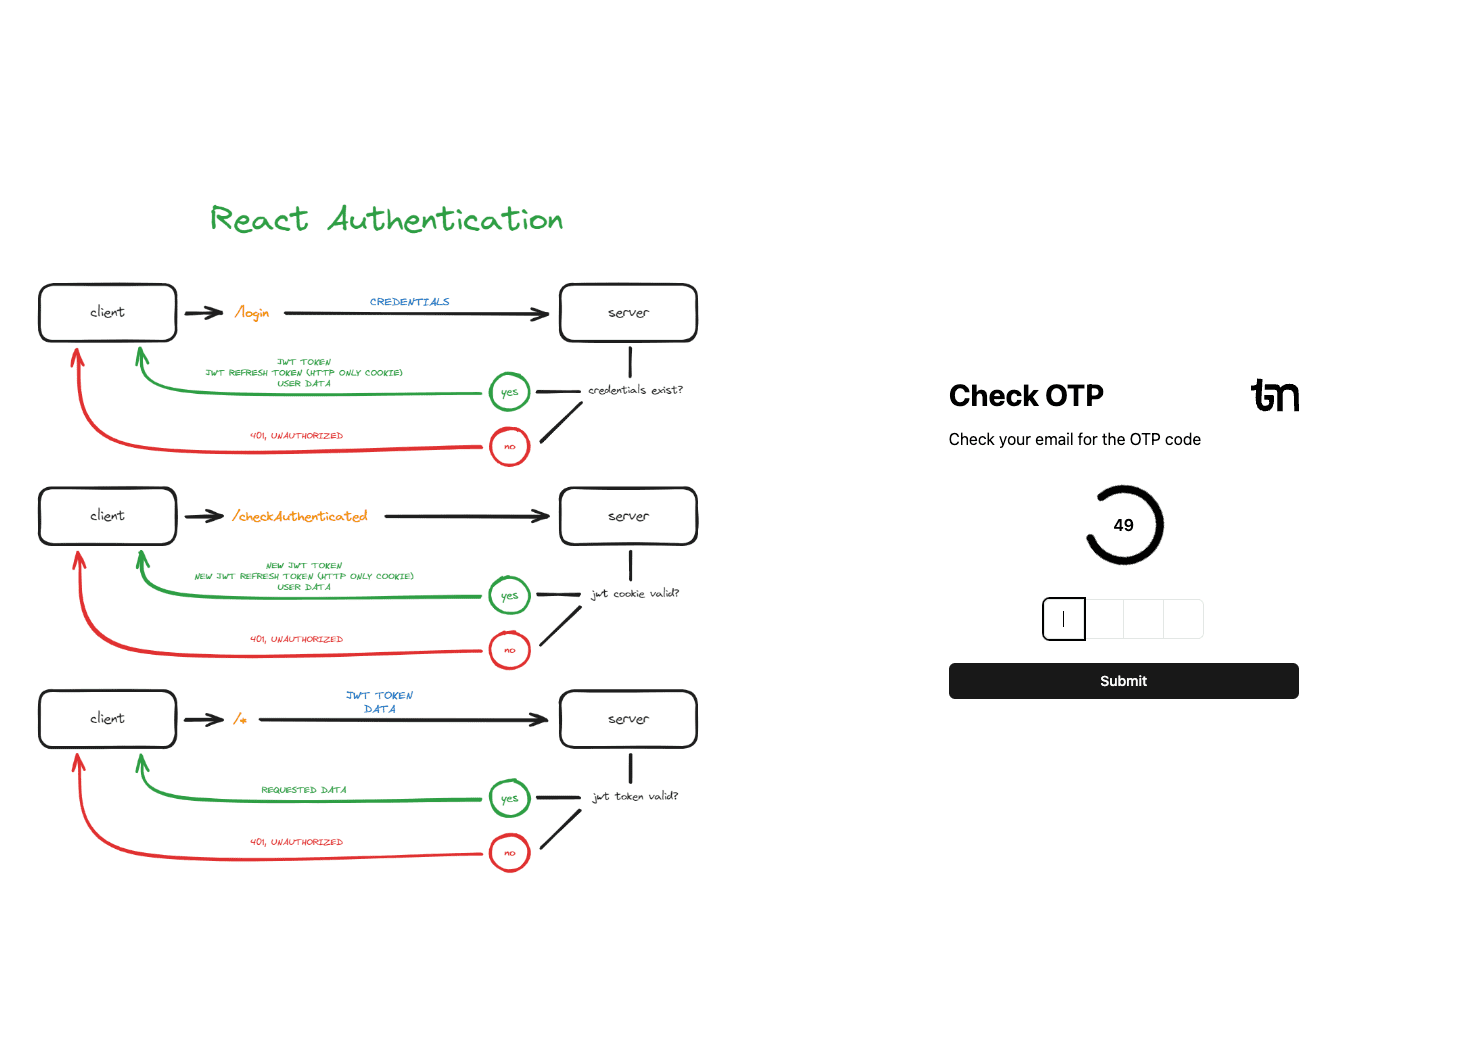 React Authentication
client
/login
CREDENTIALS
server
JWT TOKEN
JWT REFRESH TOKEN (HTTP ONLY COOKIE)
USER DATA
yes
credentials exist?
401, UNAUTHORIZED
no
client
/checkAuthenticated
server
NEW JWT TOKEN
NEW JWT REFRESH TOKEN (HTTP ONLY COOKIE)
USER DATA
yes
jwt cookie valid?
401, UNAUTHORIZED
no
client
/*
JWT TOKEN
DATA
server
REQUESTED DATA
yes
jwt token valid?
401, UNAUTHORIZED
no
Check OTP
tn
Check your email for the OTP code
49
Submit